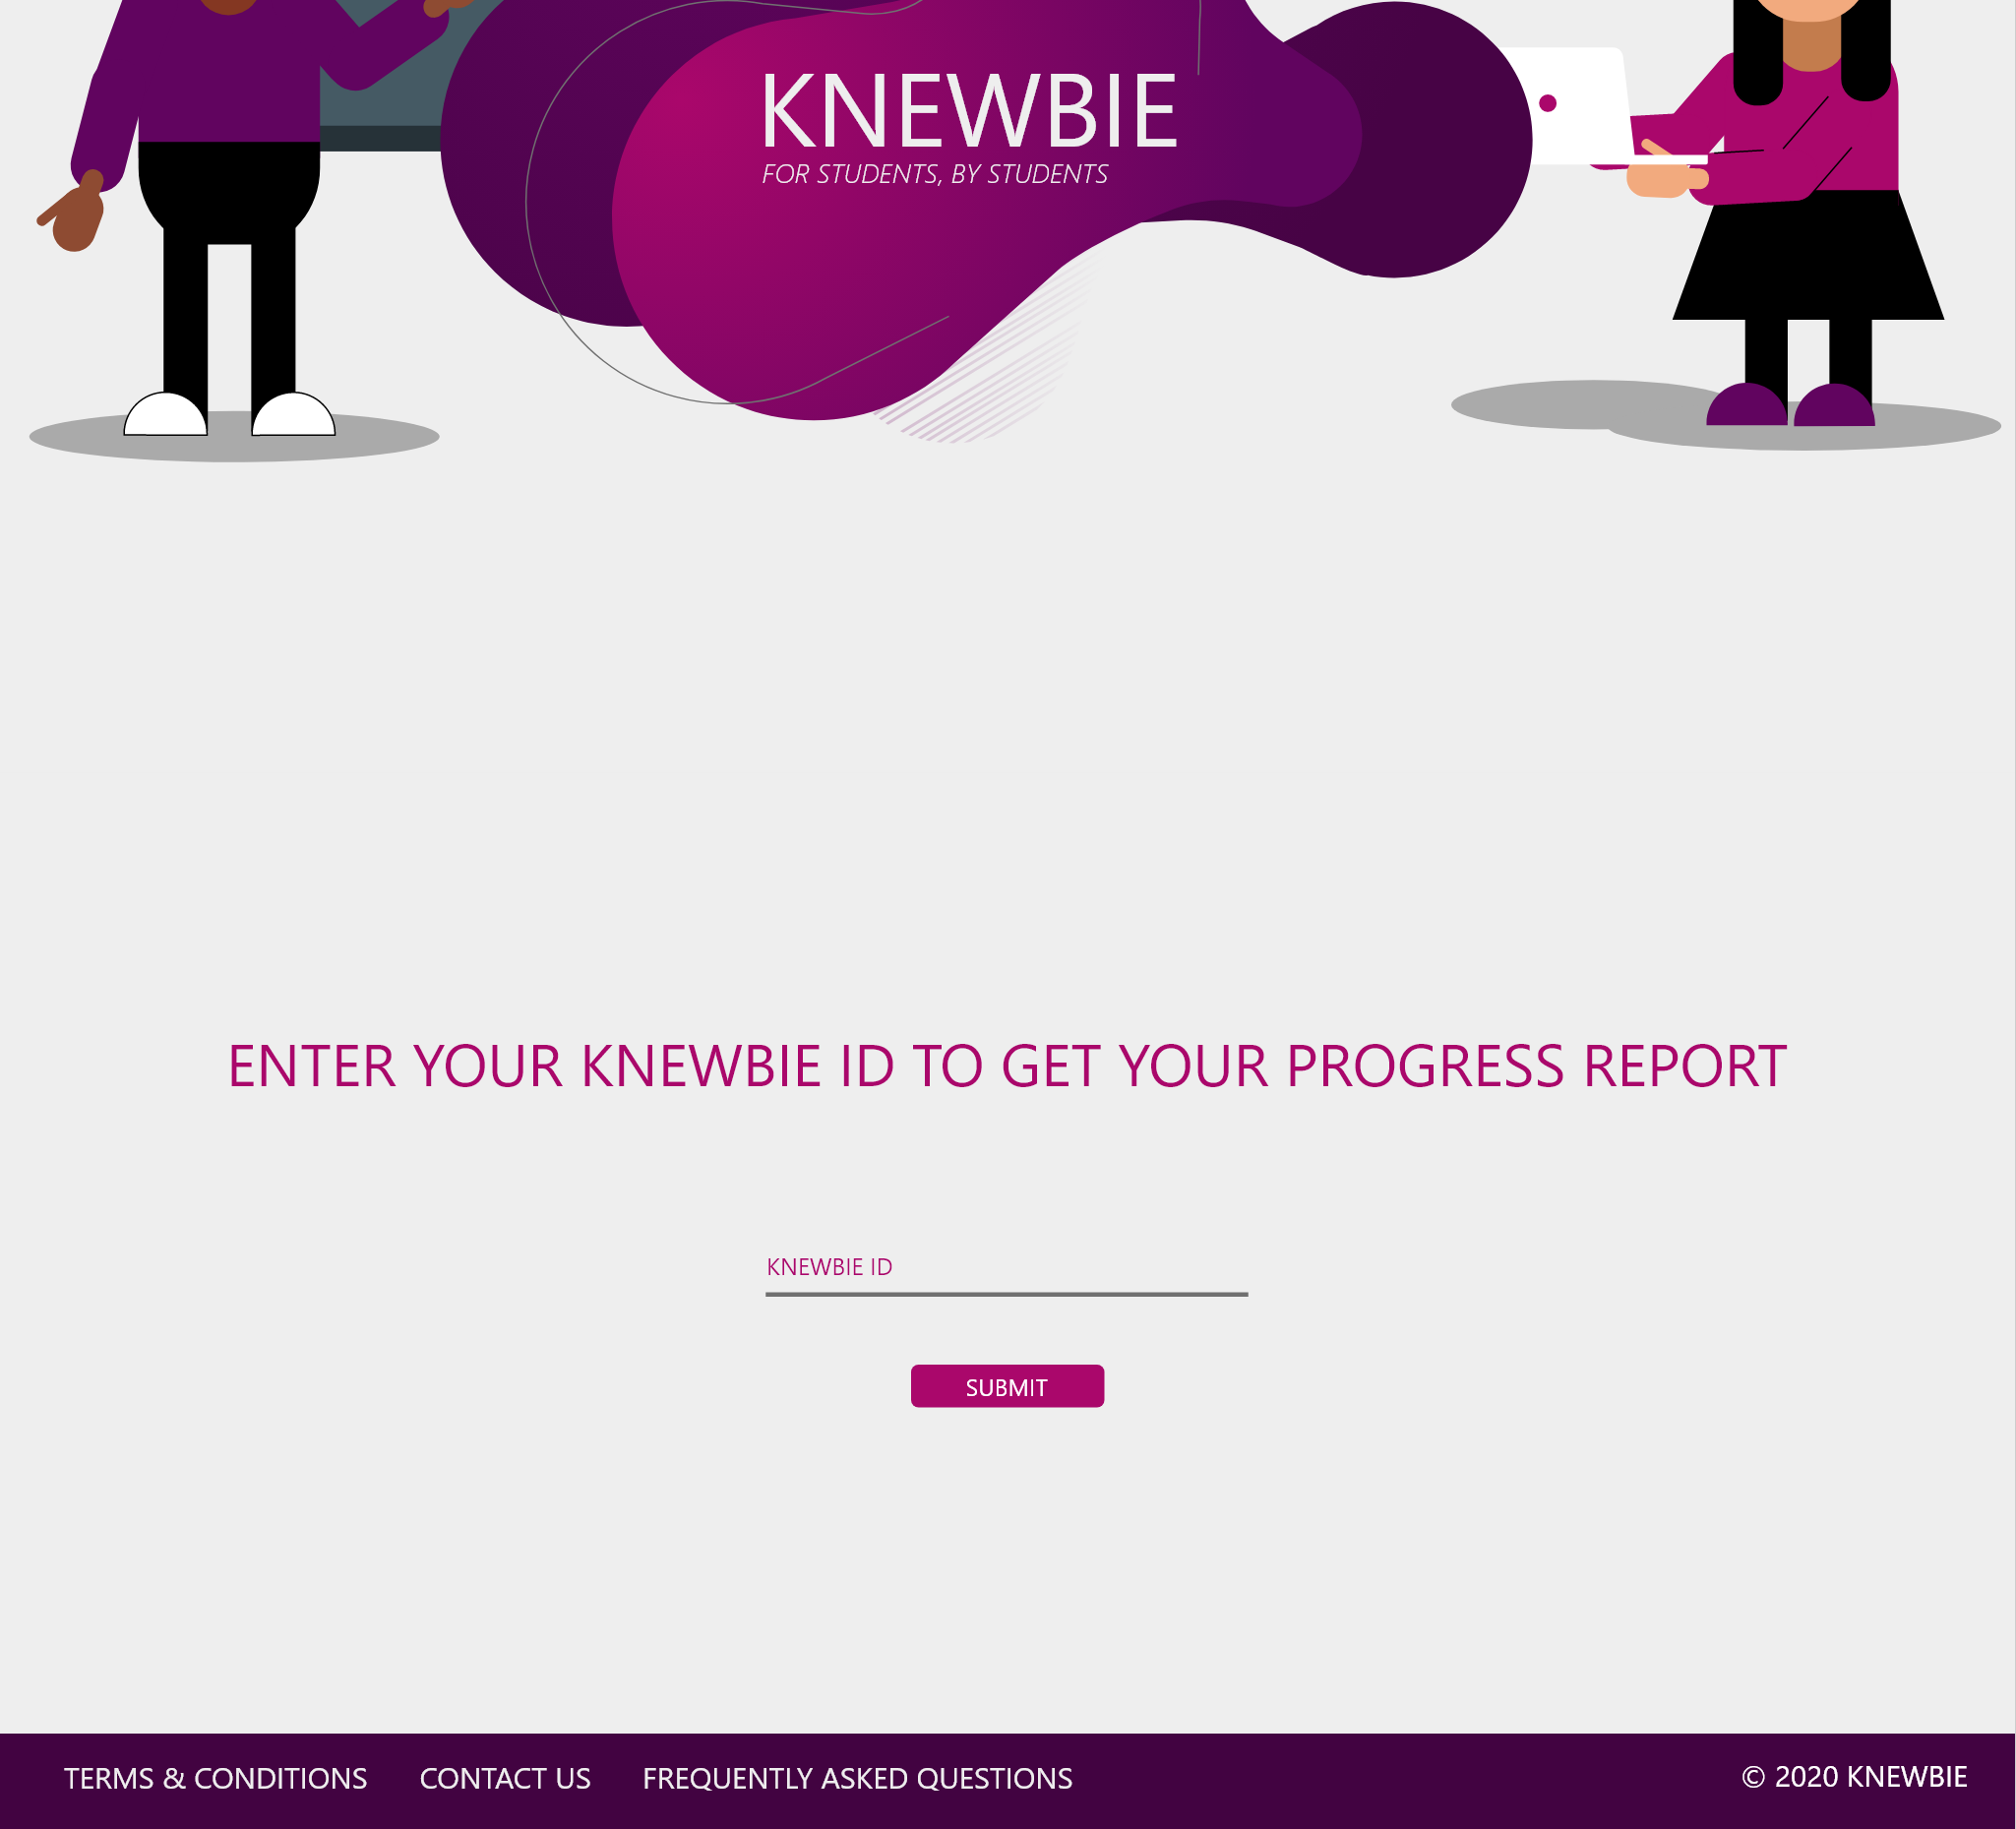 KNEWBIE
FOR STUDENTS, BY STUDENTS
ENTER YOUR KNEWBIE ID TO GET YOUR PROGRESS REPORT
KNEWBIE ID
SUBMIT
TERMS & CONDITIONS CONTACT US FREQUENTLY ASKED QUESTIONS © 2020 KNEWBIE